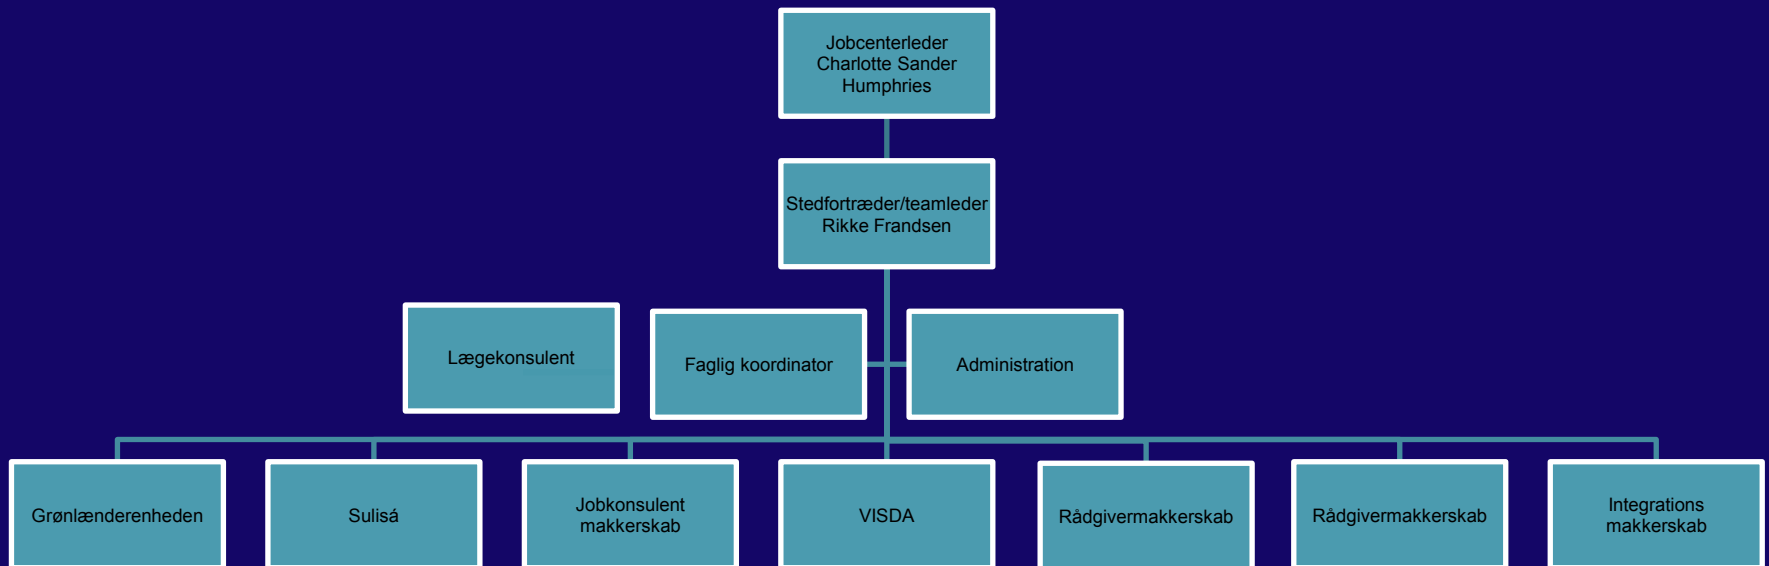 Jobcenterleder
Charlotte Sander
Humphries
Stedfortræder/teamleder
Rikke Frandsen
Lægekonsulent
Faglig koordinator
Administration
Grønlænderenheden
Sulisá
Jobkonsulent
makkerskab
VISDA
Rådgivermakkerskab
Rådgivermakkerskab
Integrations
makkerskab